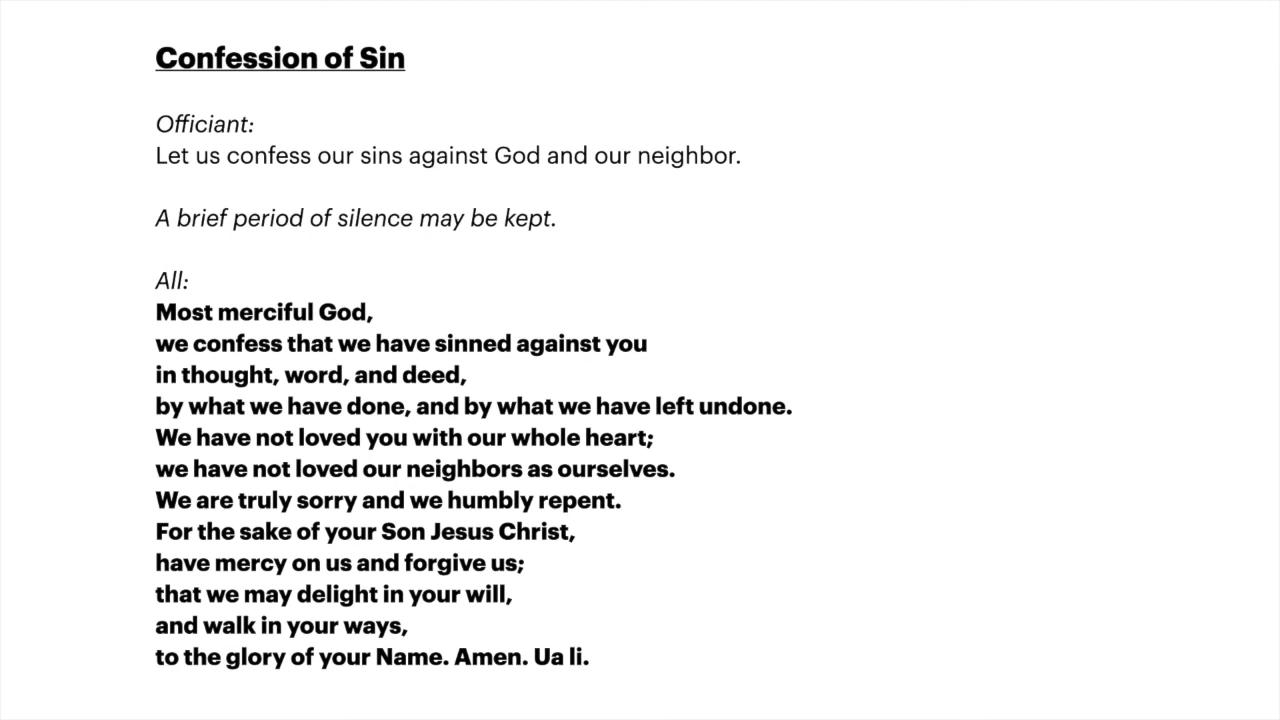 Confession of Sin
Officiant:
Let us confess our sins against God and our neighbor.
A brief period of silence may be kept.
All:
Most merciful God,
we confess that we have sinned against you
in thought, word, and deed,
by what we have done, and by what we have left undone.
We have not loved you with our whole heart;
we have not loved our neighbors as ourselves.
We are truly sorry and we humbly repent.
For the sake of your Son Jesus Christ,
have mercy on us and forgive us;
that we may delight in your will,
and walk in your ways,
to the glory of your Name. Amen. Ua li.